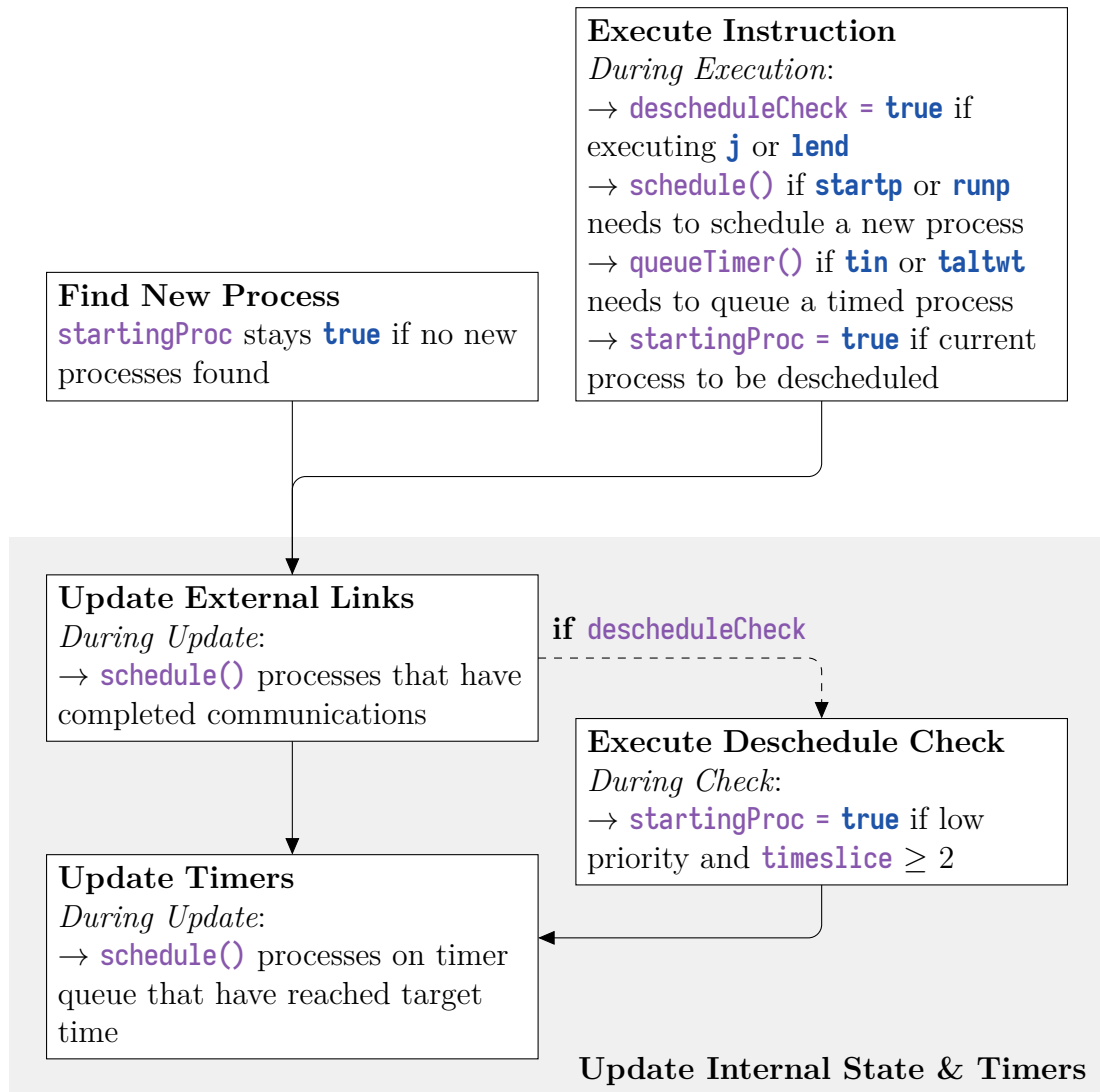 Execute Instruction
During Execution:
→ descheduleCheck = true if
executing j or lend
→ schedule() if startp or runp
needs to schedule a new process
→ queueTimer() if tin or taltwt
needs to queue a timed process
→ startingProc = true if current
process to be descheduled
Find New Process
startingProc stays true if no new
processes found
Update External Links
During Update:
→ schedule() processes that have
completed communications
if descheduleCheck
Execute Deschedule Check
During Check:
→ startingProc = true if low
priority and timeslice ≥ 2
Update Timers
During Update:
→ schedule() processes on timer
queue that have reached target
time
Update Internal State & Timers